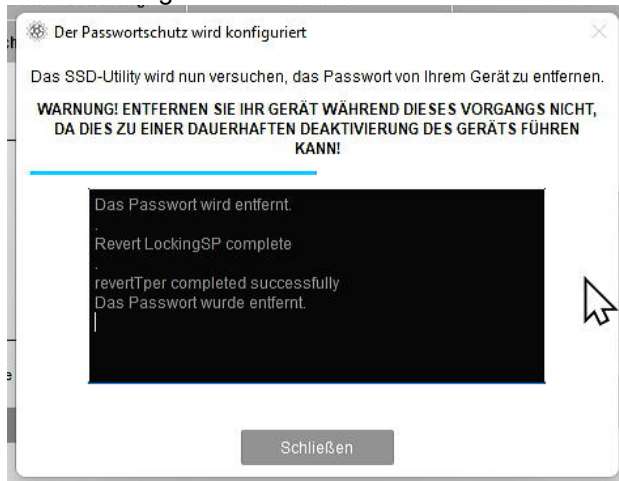 Der Passwortschutz wird konfiguriert
Das SSD-Utility wird nun versuchen, das Passwort von Ihrem Gerät zu entfernen.
WARNUNG! ENTFERNEN SIE IHR GERÄT WÄHREND DIESES VORGANGS NICHT,
DA DIES ZU EINER DAUERHAFTEN DEAKTIVIERUNG DES GERÄTS FÜHREN
KANN!
Das Passwort wird entfernt.
.
Revert LockingSP complete
.
revertTper completed successfully
Das Passwort wurde entfernt.
Schließen